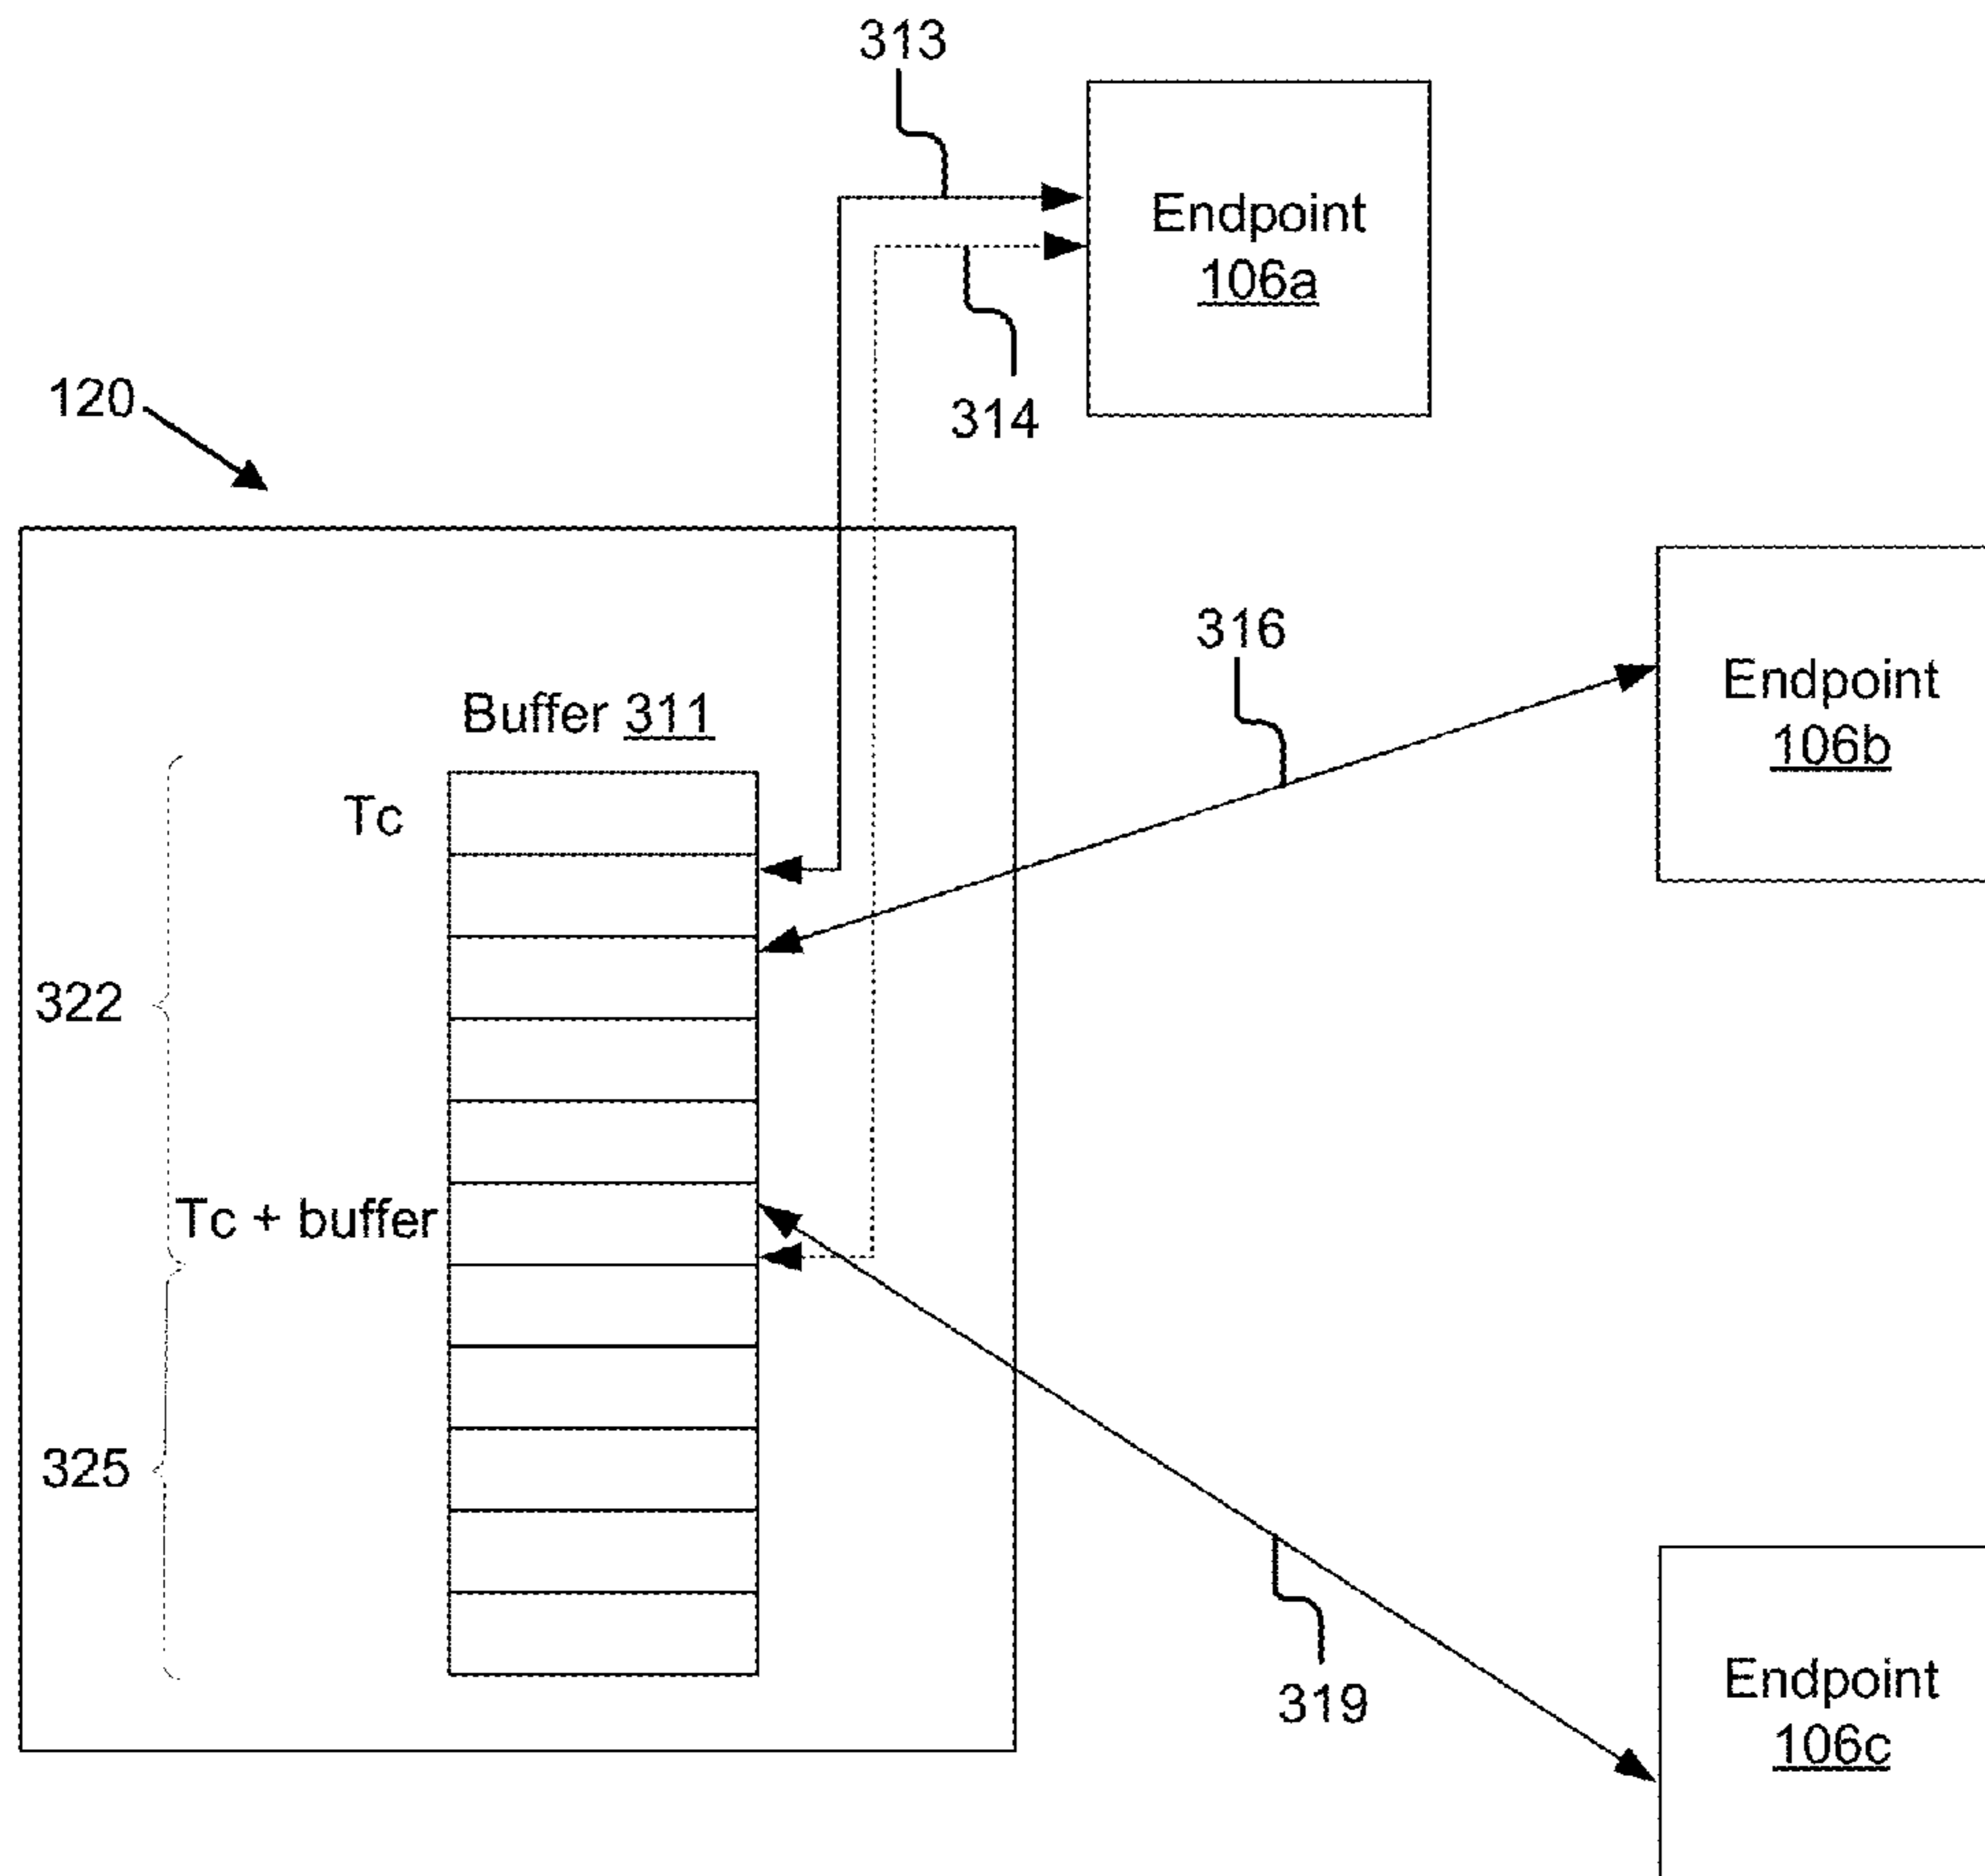 313
Endpoint
106a
314
120
316
Endpoint
106b
Buffer 311
Tc
322
Tc + buffer
325
319
Endpoint
106c